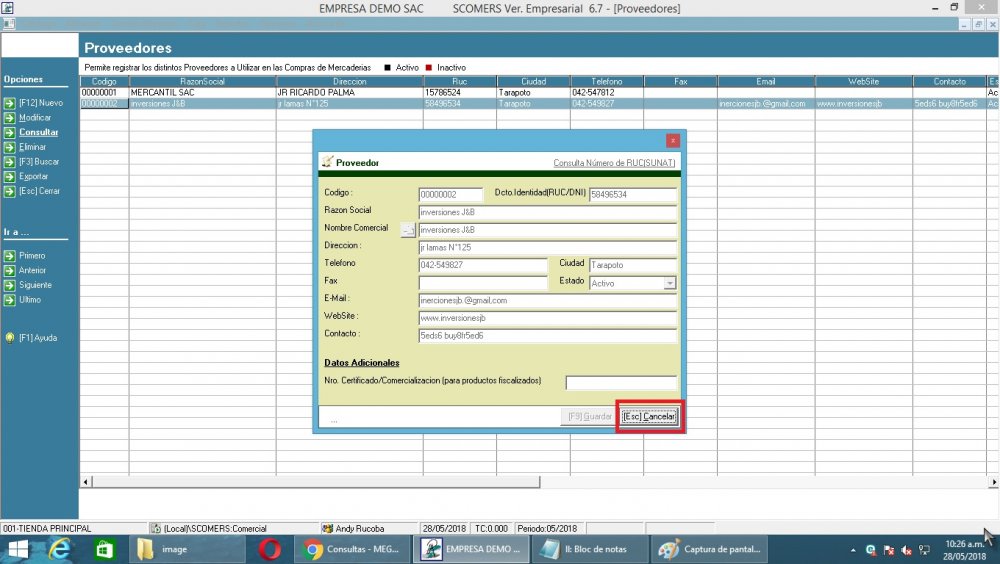 EMPRESA DEMO SAC SCOMERS Ver. Empresarial 6.7 - [Proveedores]
Proveedores
Permite registrar los distintos Proveedores a Utilizar en las Compras de Mercaderias Activo Inactivo
Opciones
[F12] Nuevo
Modificar
Consultar
Eliminar
[F3] Buscar
Exportar
[Esc] Cerrar
Ir a ...
Primero
Anterior
Siguiente
Ultimo
[F1] Ayuda
Codigo RazonSocial Direccion Ruc Ciudad Telefono Fax Email WebSite Contacto Es
00000001 MERCANTIL SAC JR RICARDO PALMA 15786524 Tarapoto 042-547812 Ac
00000002 inversiones J&B jr lamas N°125 58496534 Tarapoto 042-549827 inercionesjb.@gmail.com www.inversionesjb 5eds6 buy8fr5ed6 Ac
x
Proveedor Consulta Número de RUC(SUNAT)
Codigo : 00000002 Dcto.Identidad(RUC/DNI) 58496534
Razon Social inversiones J&B
Nombre Comercial ... inversiones J&B
Direccion : jr lamas N°125
Telefono 042-549827 Ciudad Tarapoto
Fax Estado Activo
E-Mail : inercionesjb.@gmail.com
WebSite : www.inversionesjb
Contacto : 5eds6 buy8fr5ed6
Datos Adicionales
Nro. Certificado/Comercializacion (para productos fiscalizados)
... [F9] Guardar [Esc] Cancelar
001-TIENDA PRINCIPAL (Local)\SCOMERS:Comercial Andy Rucoba 28/05/2018 TC:0.000 Periodo:05/2018
image Consultas - MEG... EMPRESA DEMO ... II: Bloc de notas Captura de pantal... 10:26 a.m.
28/05/2018